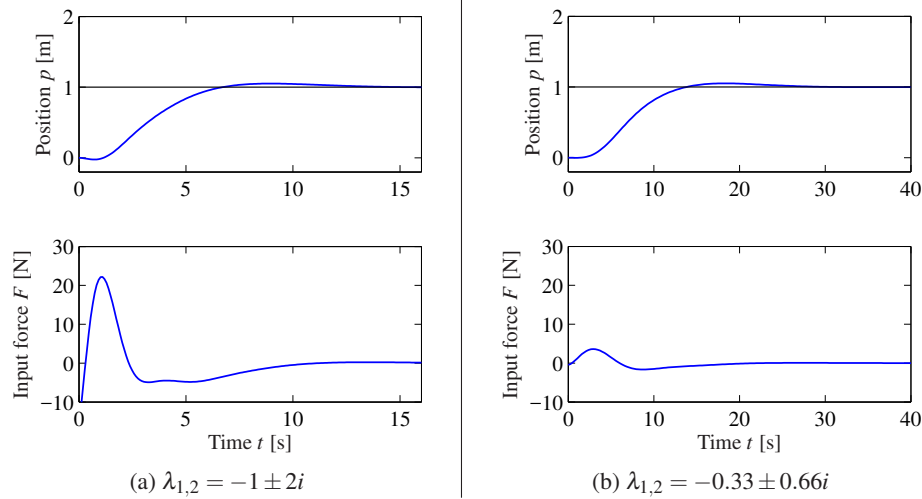 Position p [m]
2
1
0
0 5 10 15
Input force F [N]
30
20
10
0
−10
0 5 10 15
Time t [s]
(a) λ1,2 = −1 ± 2i
Position p [m]
2
1
0
0 10 20 30 40
Input force F [N]
30
20
10
0
−10
0 10 20 30 40
Time t [s]
(b) λ1,2 = −0.33 ± 0.66i